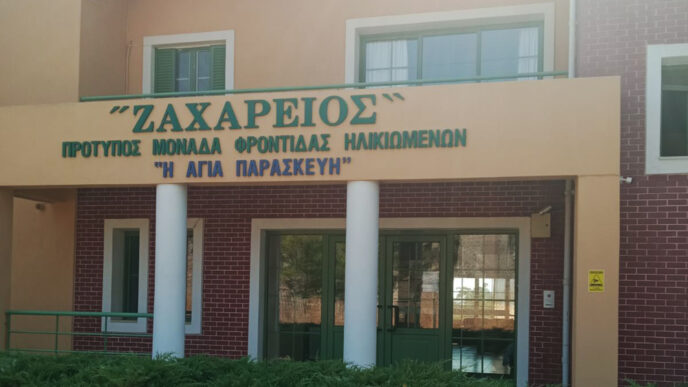 "ΖΑΧΑΡΕΙΟΣ"
ΠΡΟΤΥΠΟΣ ΜΟΝΑΔΑ ΦΡΟΝΤΙΔΑΣ ΗΛΙΚΙΩΜΕΝΩΝ
"Η ΑΓΙΑ ΠΑΡΑΣΚΕΥΗ"